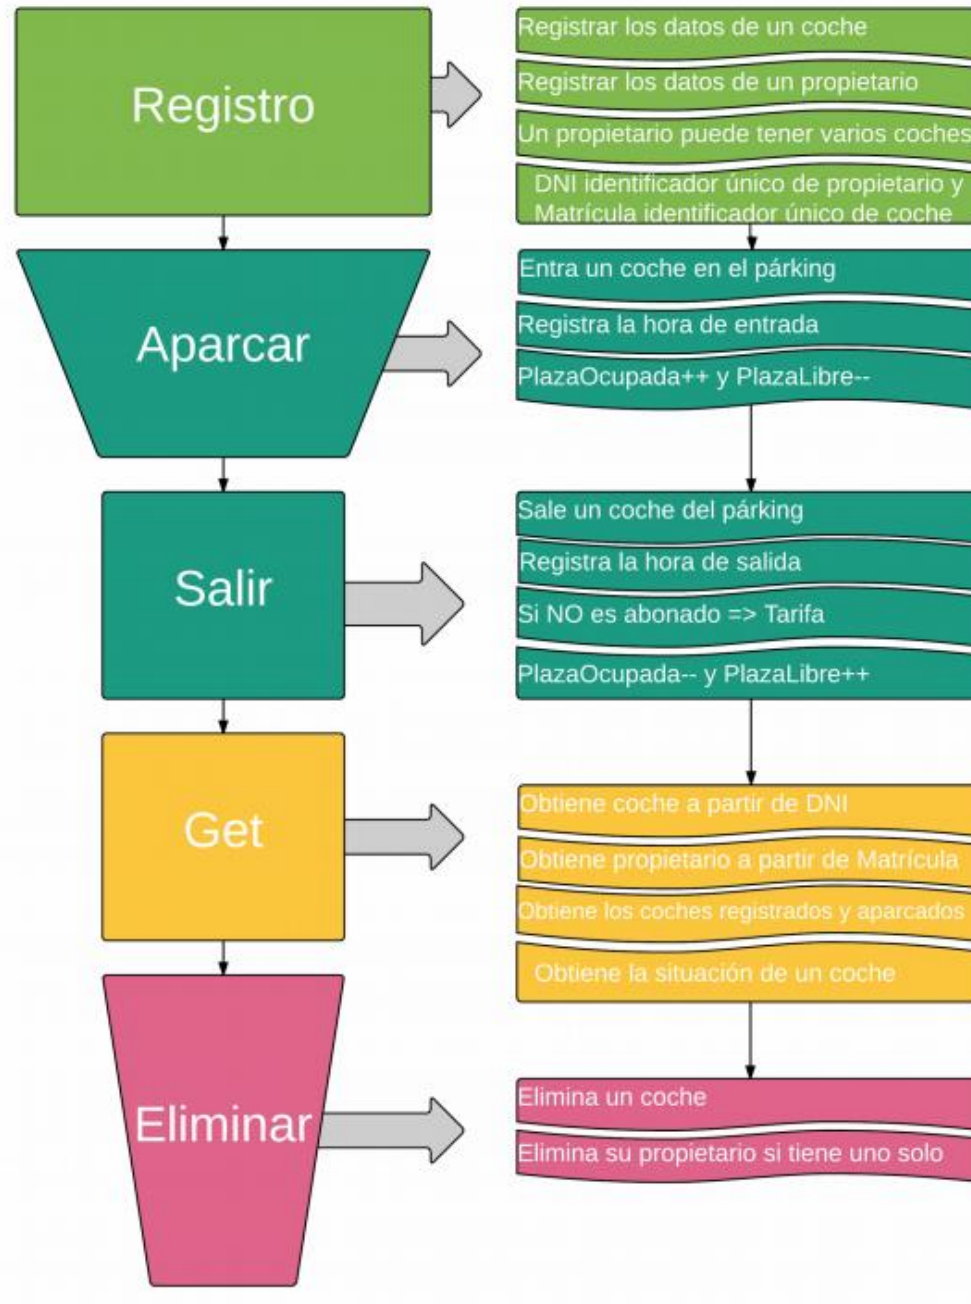 Registro
Registrar los datos de un coche
Registrar los datos de un propietario
Un propietario puede tener varios coches
DNI identificador único de propietario y
Matrícula identificador único de coche
Aparcar
Entra un coche en el párking
Registra la hora de entrada
PlazaOcupada++ y PlazaLibre--
Salir
Sale un coche del párking
Registra la hora de salida
Si NO es abonado => Tarifa
PlazaOcupada-- y PlazaLibre++
Get
Obtiene coche a partir de DNI
Obtiene propietario a partir de Matrícula
Obtiene los coches registrados y aparcados
Obtiene la situación de un coche
Eliminar
Elimina un coche
Elimina su propietario si tiene uno solo